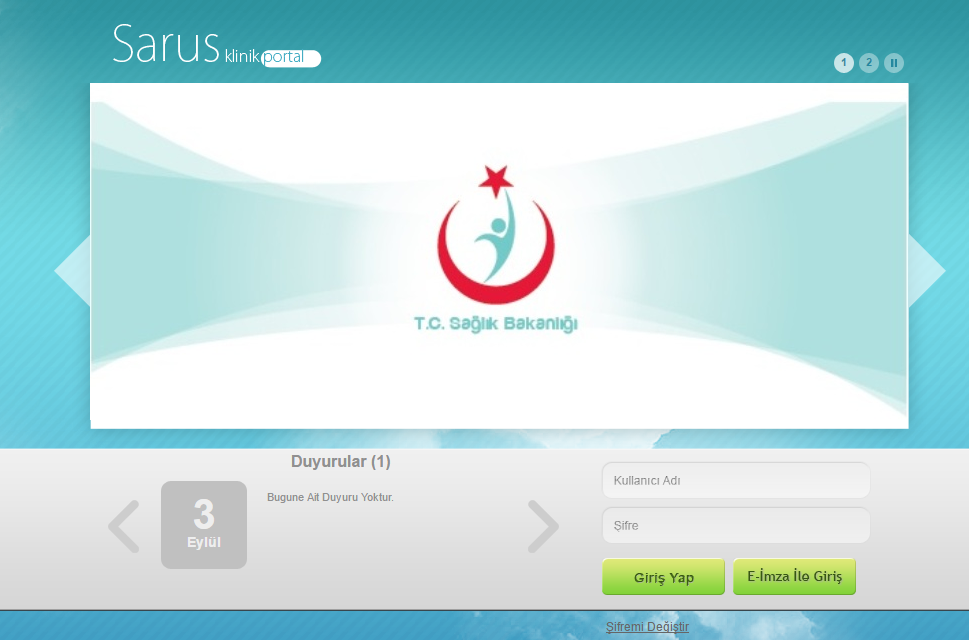 Sarus klinik portal
1 2
T.C. Sağlık Bakanlığı
Duyurular (1)
3
Eylül
Bugune Ait Duyuru Yoktur.
Kullanıcı Adı
Şifre
Giriş Yap
E-İmza İle Giriş
Şifremi Değiştir